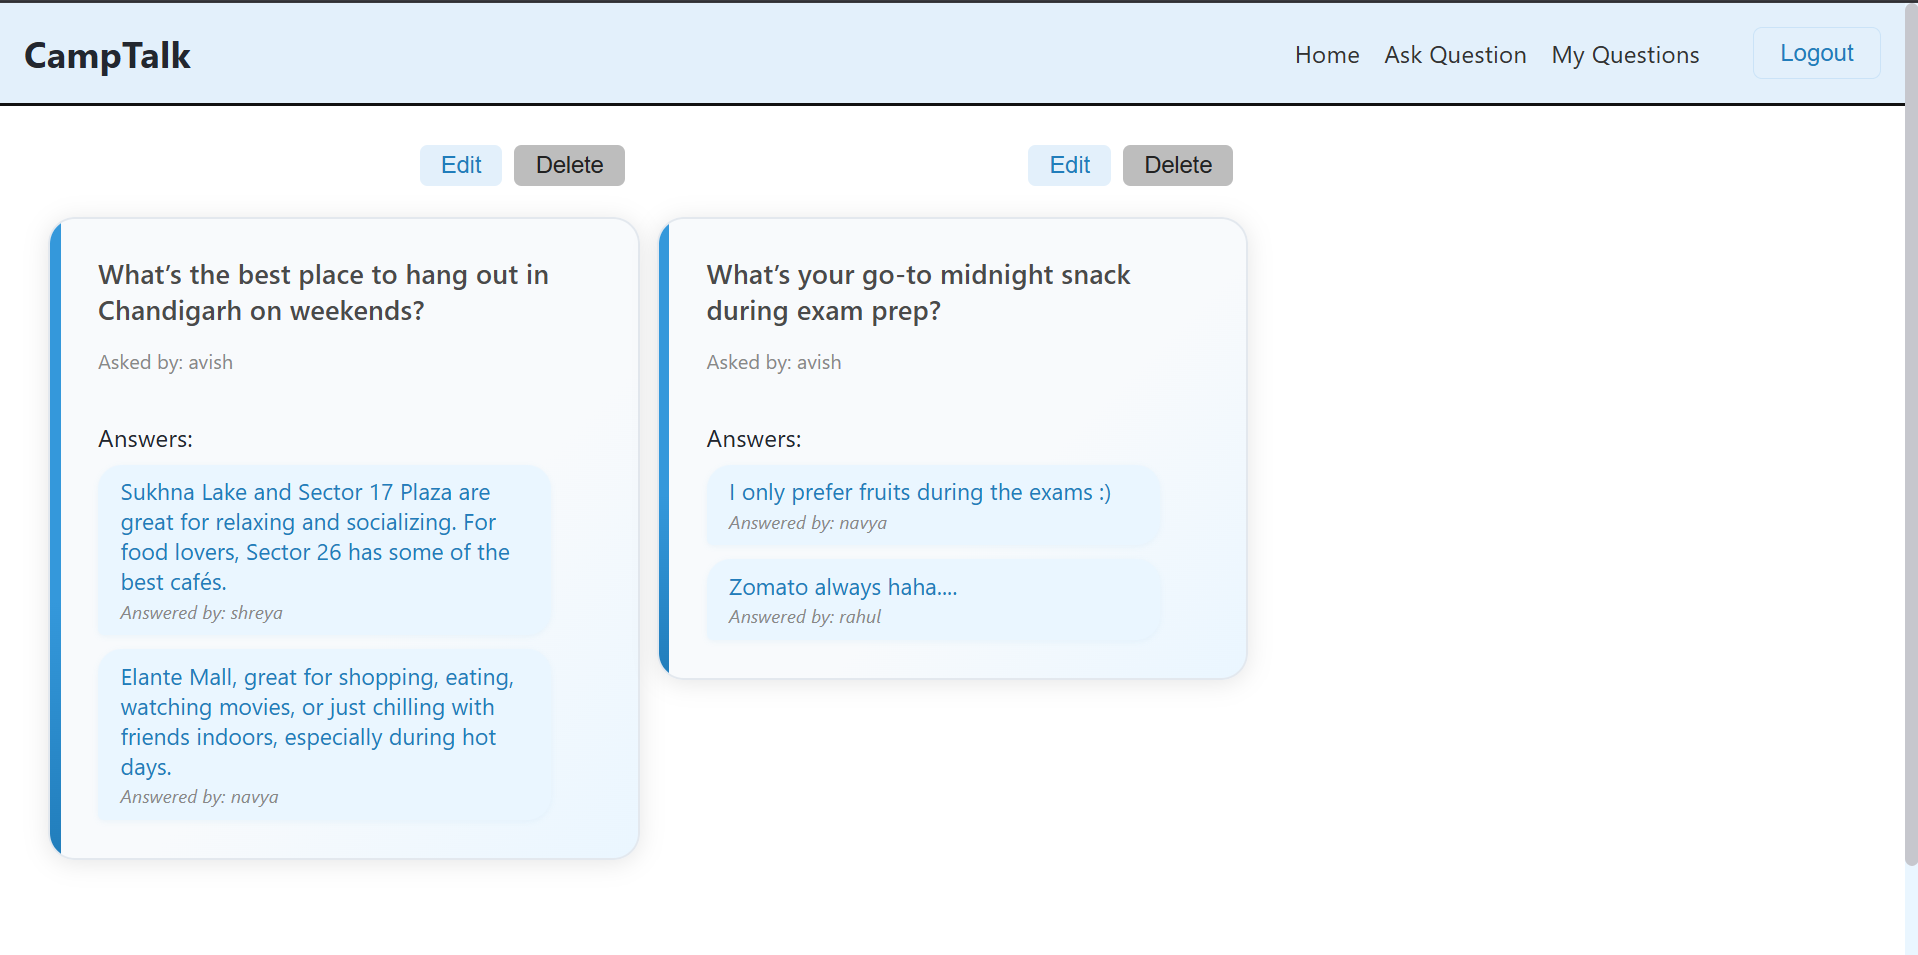 CampTalk
Home Ask Question My Questions Logout
Edit Delete
What’s the best place to hang out in
Chandigarh on weekends?
Asked by: avish
Answers:
Sukhna Lake and Sector 17 Plaza are
great for relaxing and socializing. For
food lovers, Sector 26 has some of the
best cafés.
Answered by: shreya
Elante Mall, great for shopping, eating,
watching movies, or just chilling with
friends indoors, especially during hot
days.
Answered by: navya
Edit Delete
What’s your go-to midnight snack
during exam prep?
Asked by: avish
Answers:
I only prefer fruits during the exams :)
Answered by: navya
Zomato always haha....
Answered by: rahul